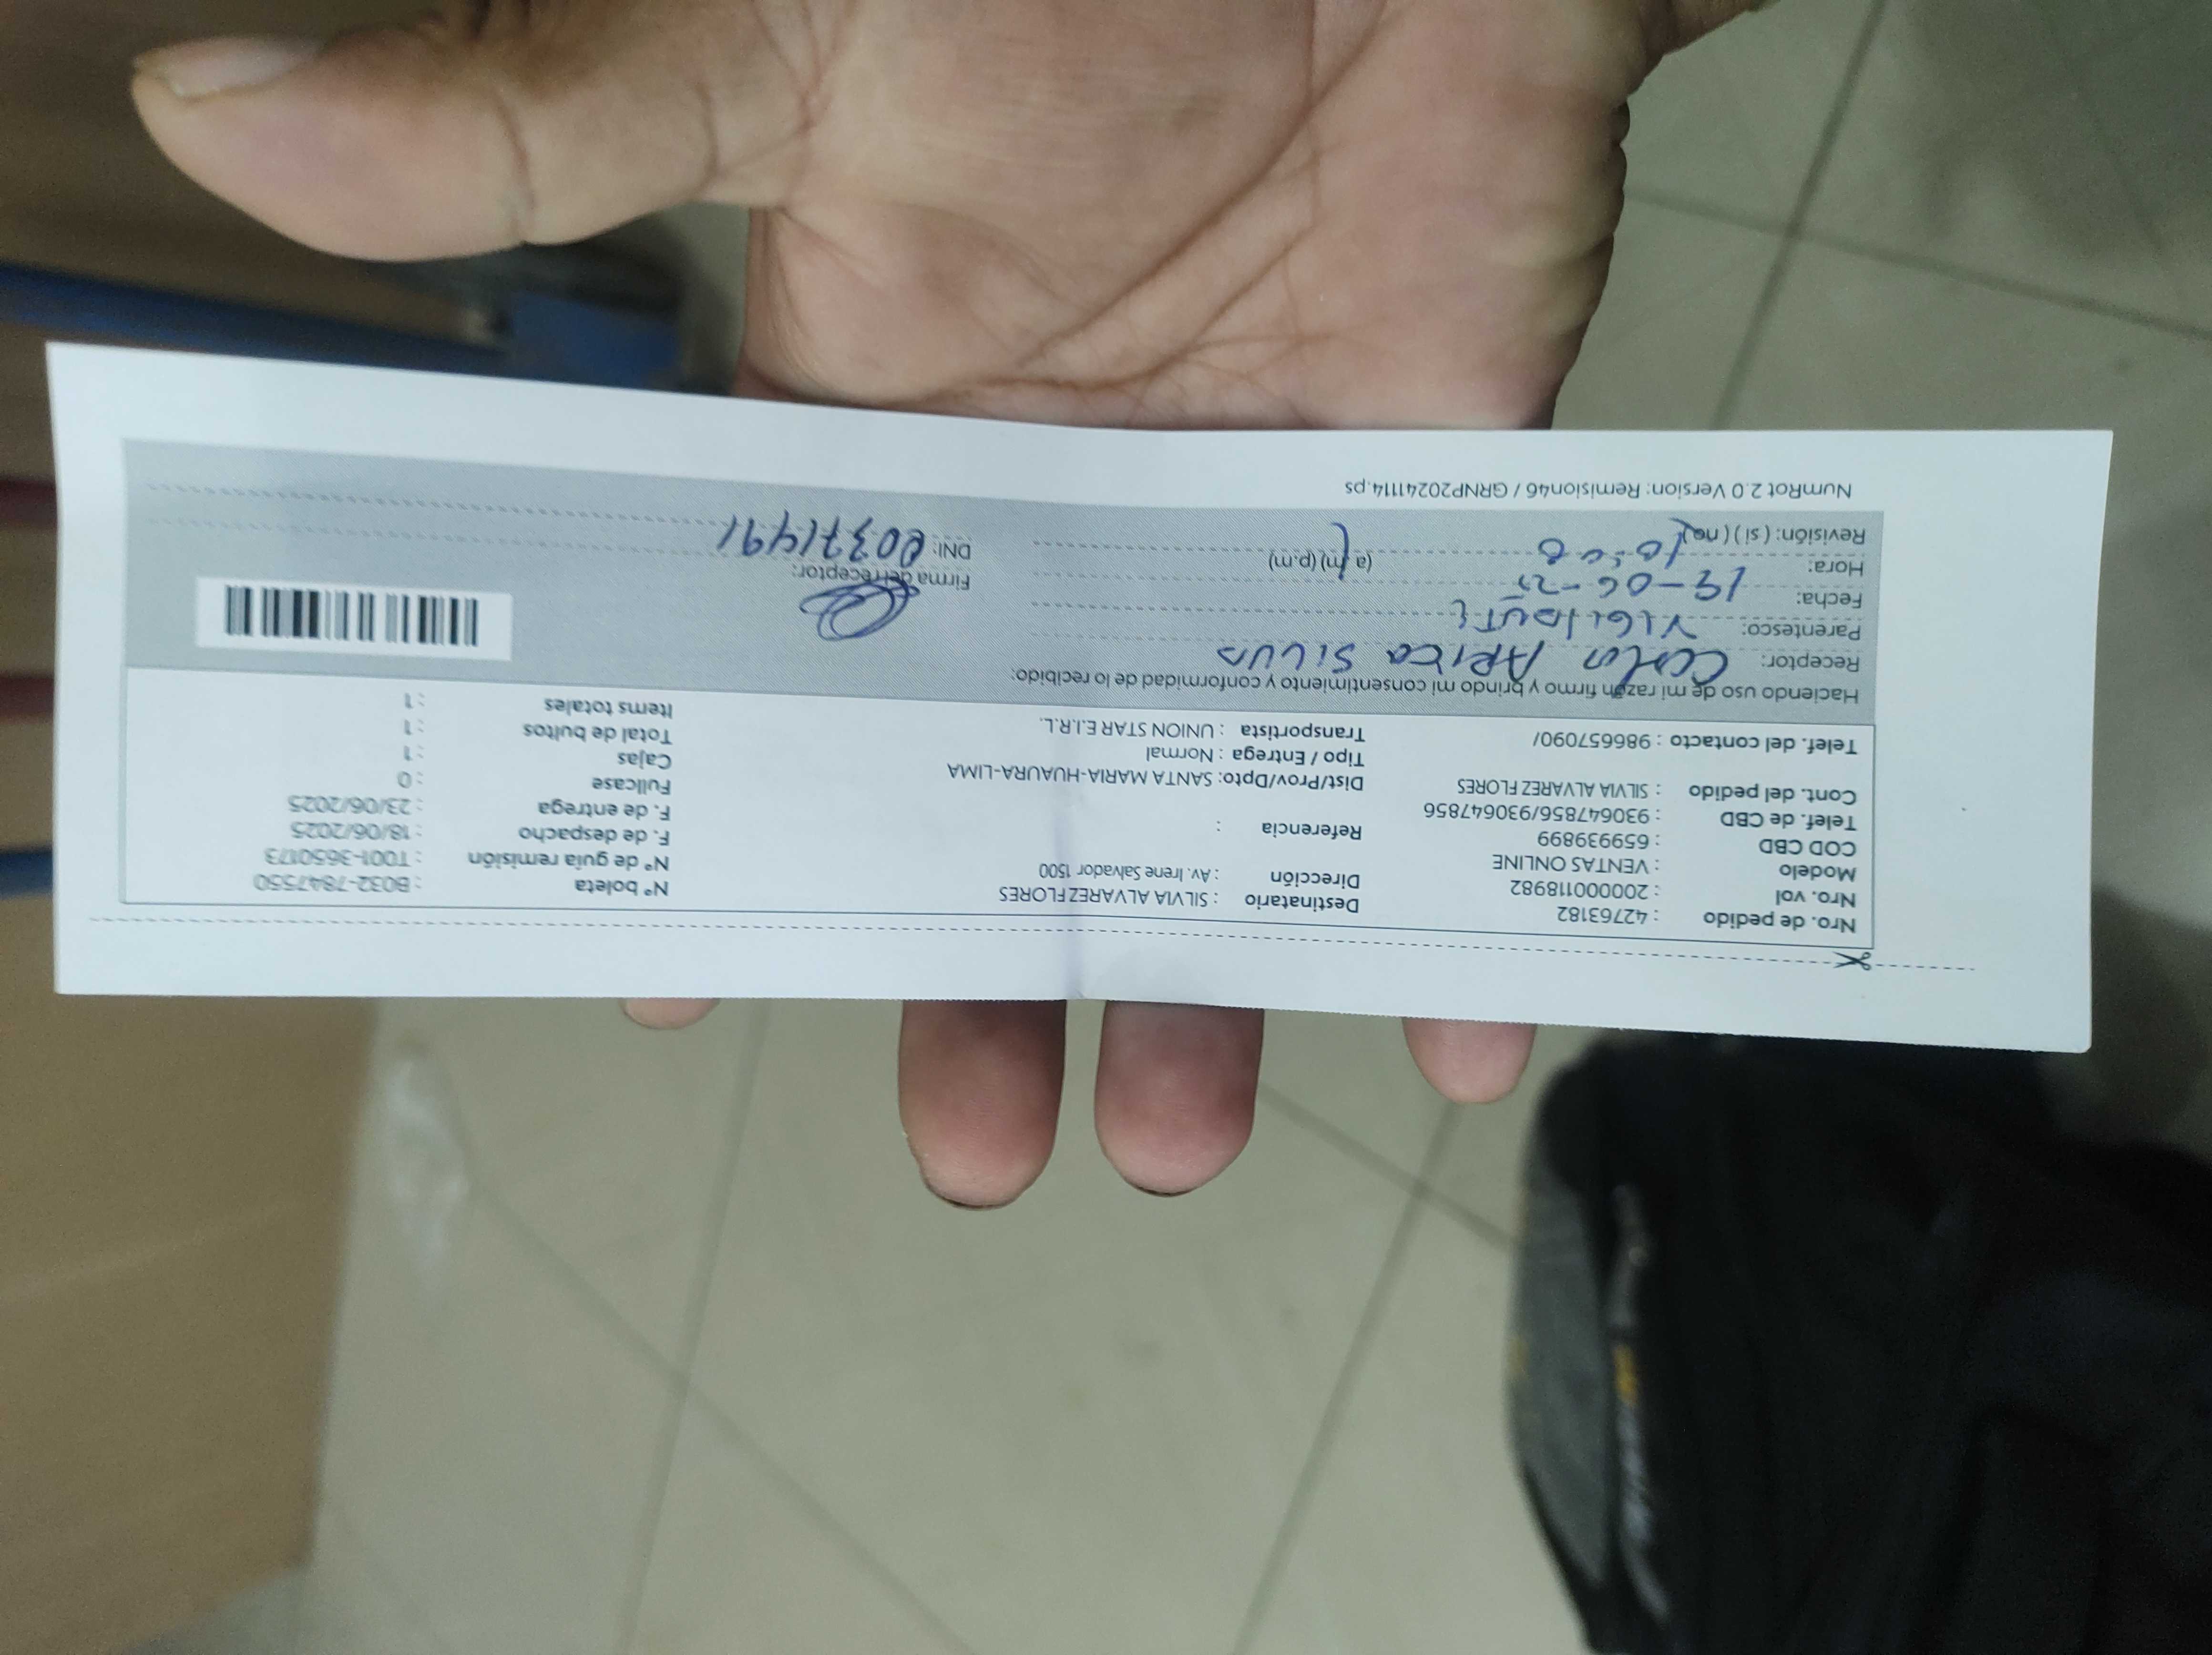 Nro. de pedido : 42763182
Nro. vol : 2000001118982
Modelo : VENTAS ONLINE
COD CBD : 659939899
Telef. de CBD : 930647856/930647856
Cont. del pedido : SILVIA ALVAREZ FLORES
Telef. del contacto : 986657090/
Destinatario : SILVIA ALVAREZ FLORES
Dirección : Av. Irene Salvador 1500
Referencia :
Dist/Prov/Dpto: SANTA MARIA-HUAURA-LIMA
Tipo / Entrega : Normal
Transportista : UNION STAR E.I.R.L.
N° boleta : B032-7847550
N° de guía remisión : T001-3650173
F. de despacho : 18/06/2025
F. de entrega : 23/06/2025
Fullcase : 0
Cajas : 1
Total de bultos : 1
Items totales : 1
Haciendo uso de mi razón firmo y brindo mi consentimiento y conformidad de lo recibido:
Receptor: Carlos ARICA SILVA
Parentesco: VIGILANTE
Fecha: 19-06-25
Hora: (a.m) (p.m)
Revisión: ( si ) ( no )
Firma del receptor:
DNI:
NumRot 2.0 Version: Remision46 / GRNP20241114.ps